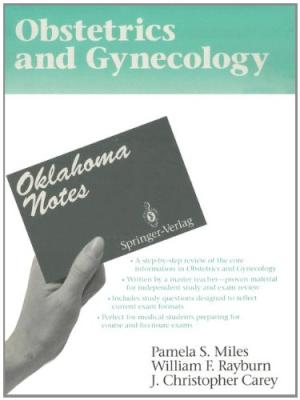 Obstetrics
and Gynecology
Oklahoma
Notes
Springer-Verlag
• A step-by-step review of the core
information in Obstetrics and Gynecology
• Written by a master teacher—proven material
for independent study and exam review
• Includes study questions designed to reflect
current exam formats
• Perfect for medical students preparing for
course and licensure exams
Pamela S. Miles
William F. Rayburn
J. Christopher Carey